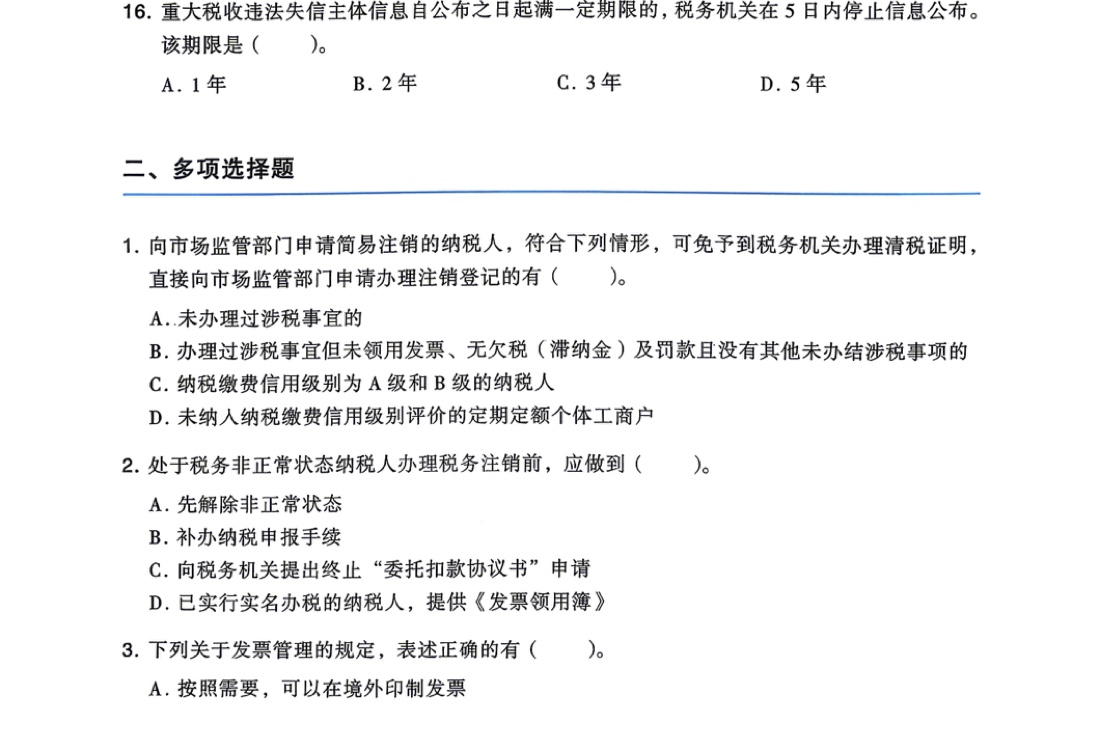 16. 重大税收违法失信主体信息自公布之日起满一定期限的，税务机关在 5 日内停止信息公布。
该期限是（　　）。
A. 1 年　B. 2 年　C. 3 年　D. 5 年
二、多项选择题
1. 向市场监管部门申请简易注销的纳税人，符合下列情形，可免予到税务机关办理清税证明，
直接向市场监管部门申请办理注销登记的有（　　）。
A. 未办理过涉税事宜的
B. 办理过涉税事宜但未领用发票、无欠税（滞纳金）及罚款且没有其他未办结涉税事项的
C. 纳税缴费信用级别为 A 级和 B 级的纳税人
D. 未纳入纳税缴费信用级别评价的定期定额个体工商户
2. 处于税务非正常状态纳税人办理税务注销前，应做到（　　）。
A. 先解除非正常状态
B. 补办纳税申报手续
C. 向税务机关提出终止“委托扣款协议书”申请
D. 已实行实名办税的纳税人，提供《发票领用簿》
3. 下列关于发票管理的规定，表述正确的有（　　）。
A. 按照需要，可以在境外印制发票